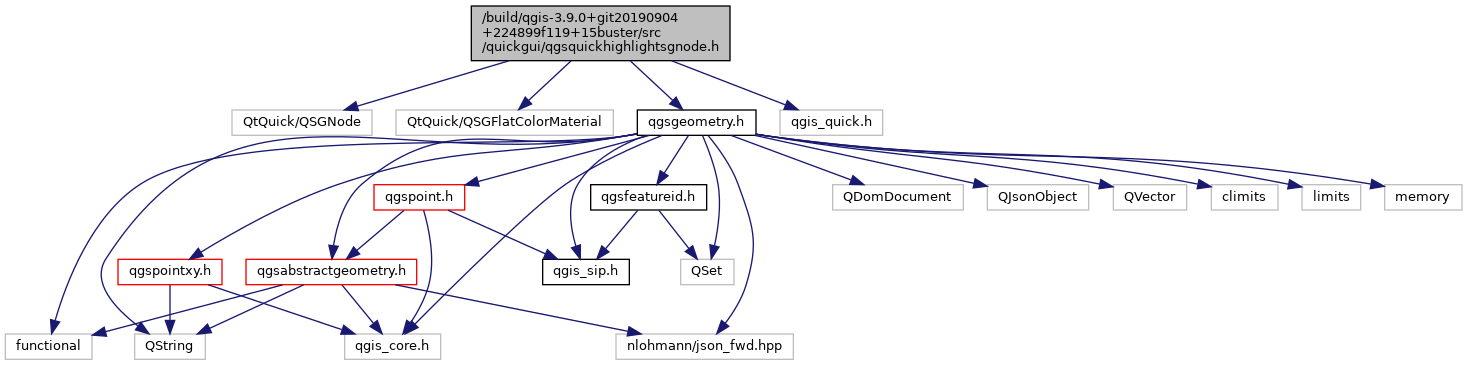 /build/qgis-3.9.0+git20190904
+224899f119+15buster/src
/quickgui/qgsquickhighlightsgnode.h
QtQuick/QSGNode
QtQuick/QSGFlatColorMaterial
qgsgeometry.h
qgis_quick.h
qgspoint.h
qgsfeatureid.h
QDomDocument
QJsonObject
QVector
climits
limits
memory
qgspointxy.h
qgsabstractgeometry.h
qgis_sip.h
QSet
functional
QString
qgis_core.h
nlohmann/json_fwd.hpp